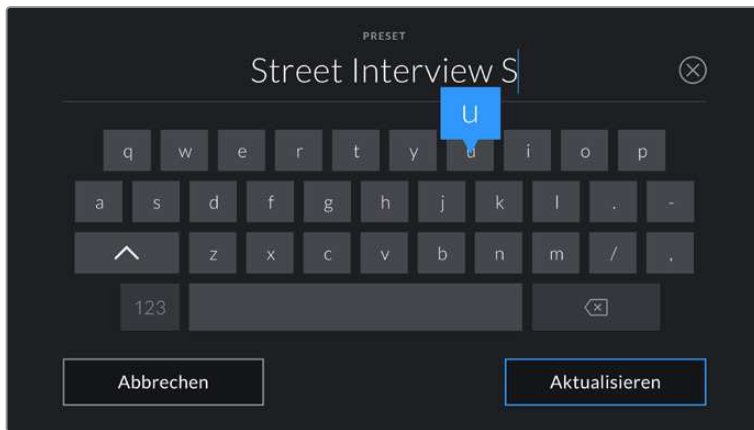 PRESET
Street Interview S
u
q w e r t y u i o p
a s d f g h j k l . -
z x c v b n m / ,
123
Abbrechen Aktualisieren